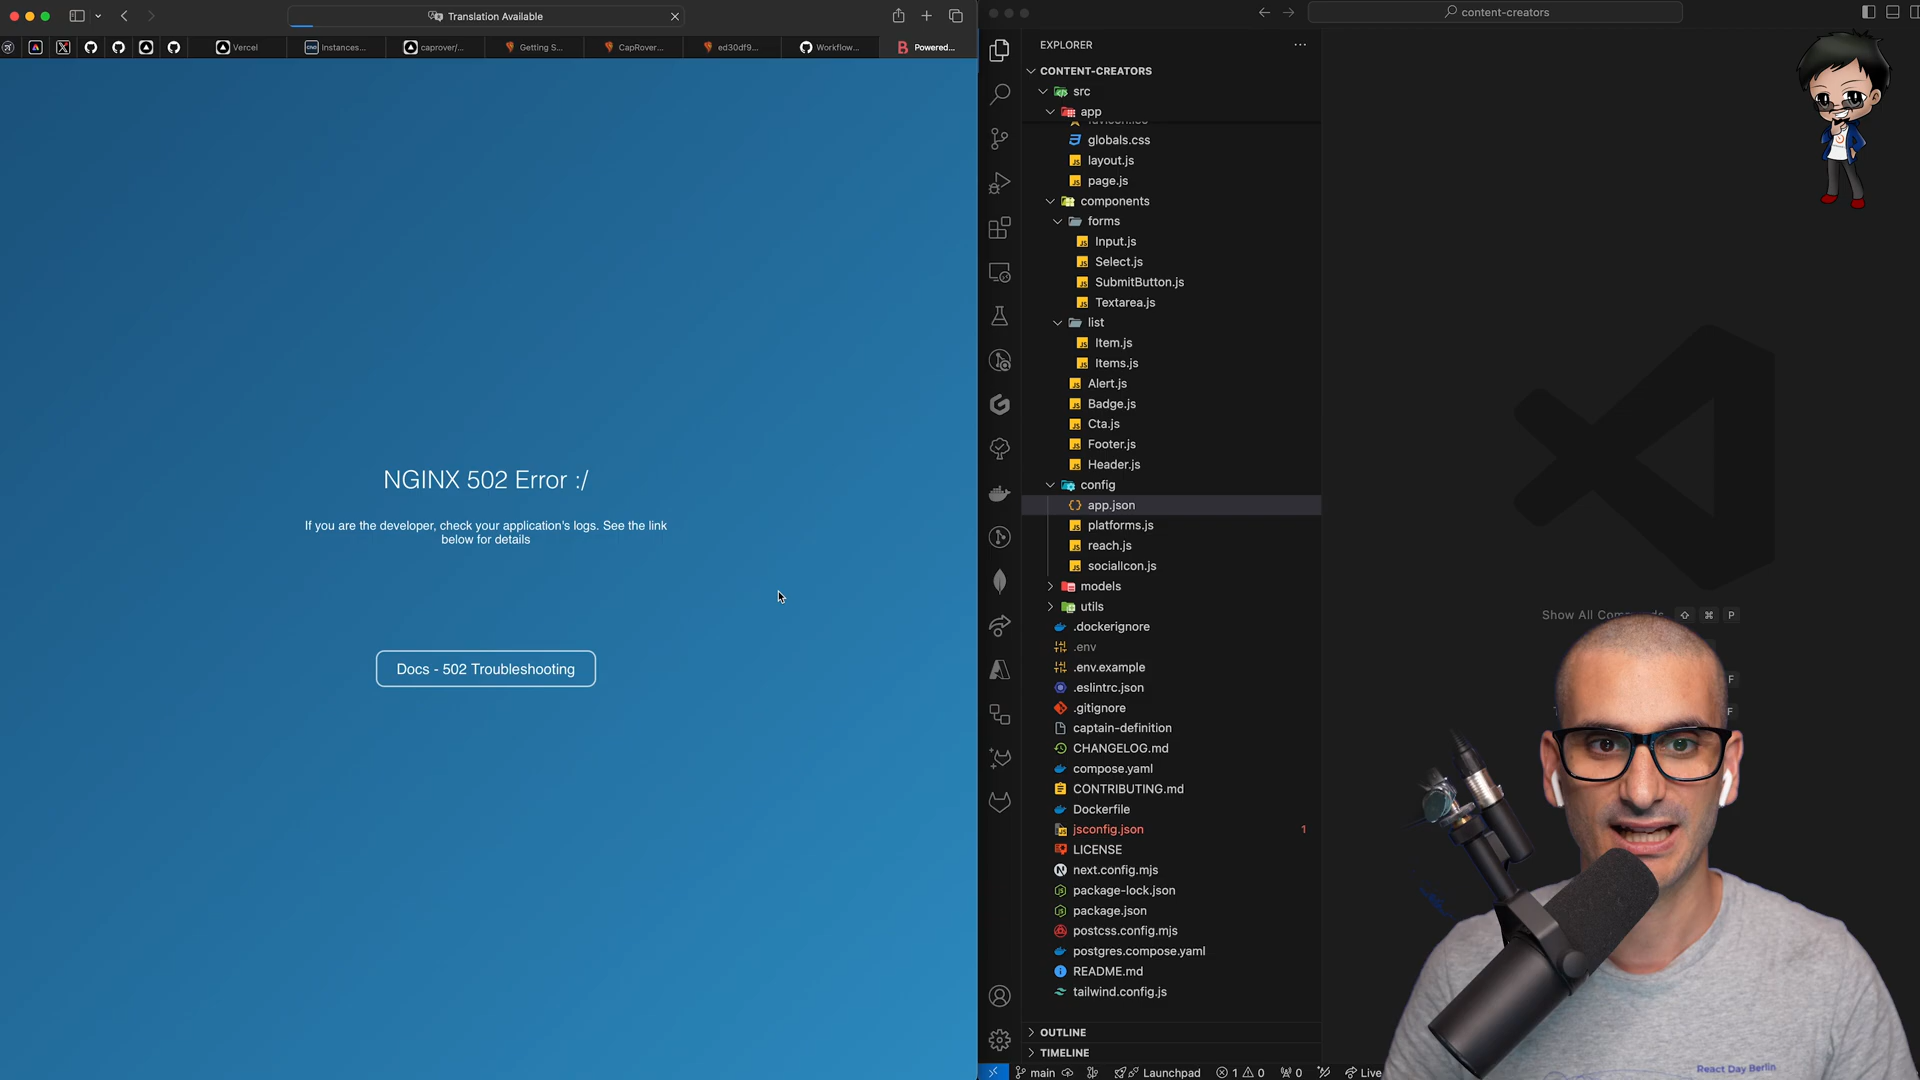 Translation Available
Vercel
Instances...
caprover/...
Getting S...
CapRover...
ed30df9...
Workflow...
Powered...
NGINX 502 Error :/
If you are the developer, check your application's logs. See the link
below for details
Docs - 502 Troubleshooting
content-creators
EXPLORER
CONTENT-CREATORS
src
app
globals.css
layout.js
page.js
components
forms
Input.js
Select.js
SubmitButton.js
Textarea.js
list
Item.js
Items.js
Alert.js
Badge.js
Cta.js
Footer.js
Header.js
config
app.json
platforms.js
reach.js
socialIcon.js
models
utils
.dockerignore
.env
.env.example
.eslintrc.json
.gitignore
captain-definition
CHANGELOG.md
compose.yaml
CONTRIBUTING.md
Dockerfile
jsconfig.json 1
LICENSE
next.config.mjs
package-lock.json
package.json
postcss.config.mjs
postgres.compose.yaml
README.md
tailwind.config.js
OUTLINE
TIMELINE
main Launchpad 1 0 0 Live
Show All P
F
F
React Day Berlin